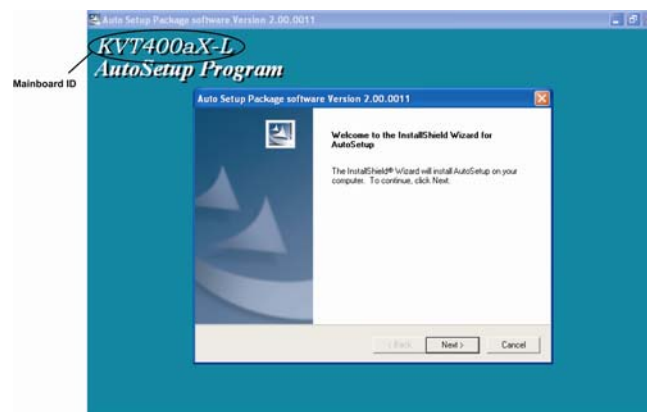 Auto Setup Package software Version 2.00.0011
KVT400aX-L
AutoSetup Program
Mainboard ID
Auto Setup Package software Version 2.00.0011
Welcome to the InstallShield Wizard for
AutoSetup
The InstallShield® Wizard will install AutoSetup on your
computer. To continue, click Next.
< Back
Next >
Cancel